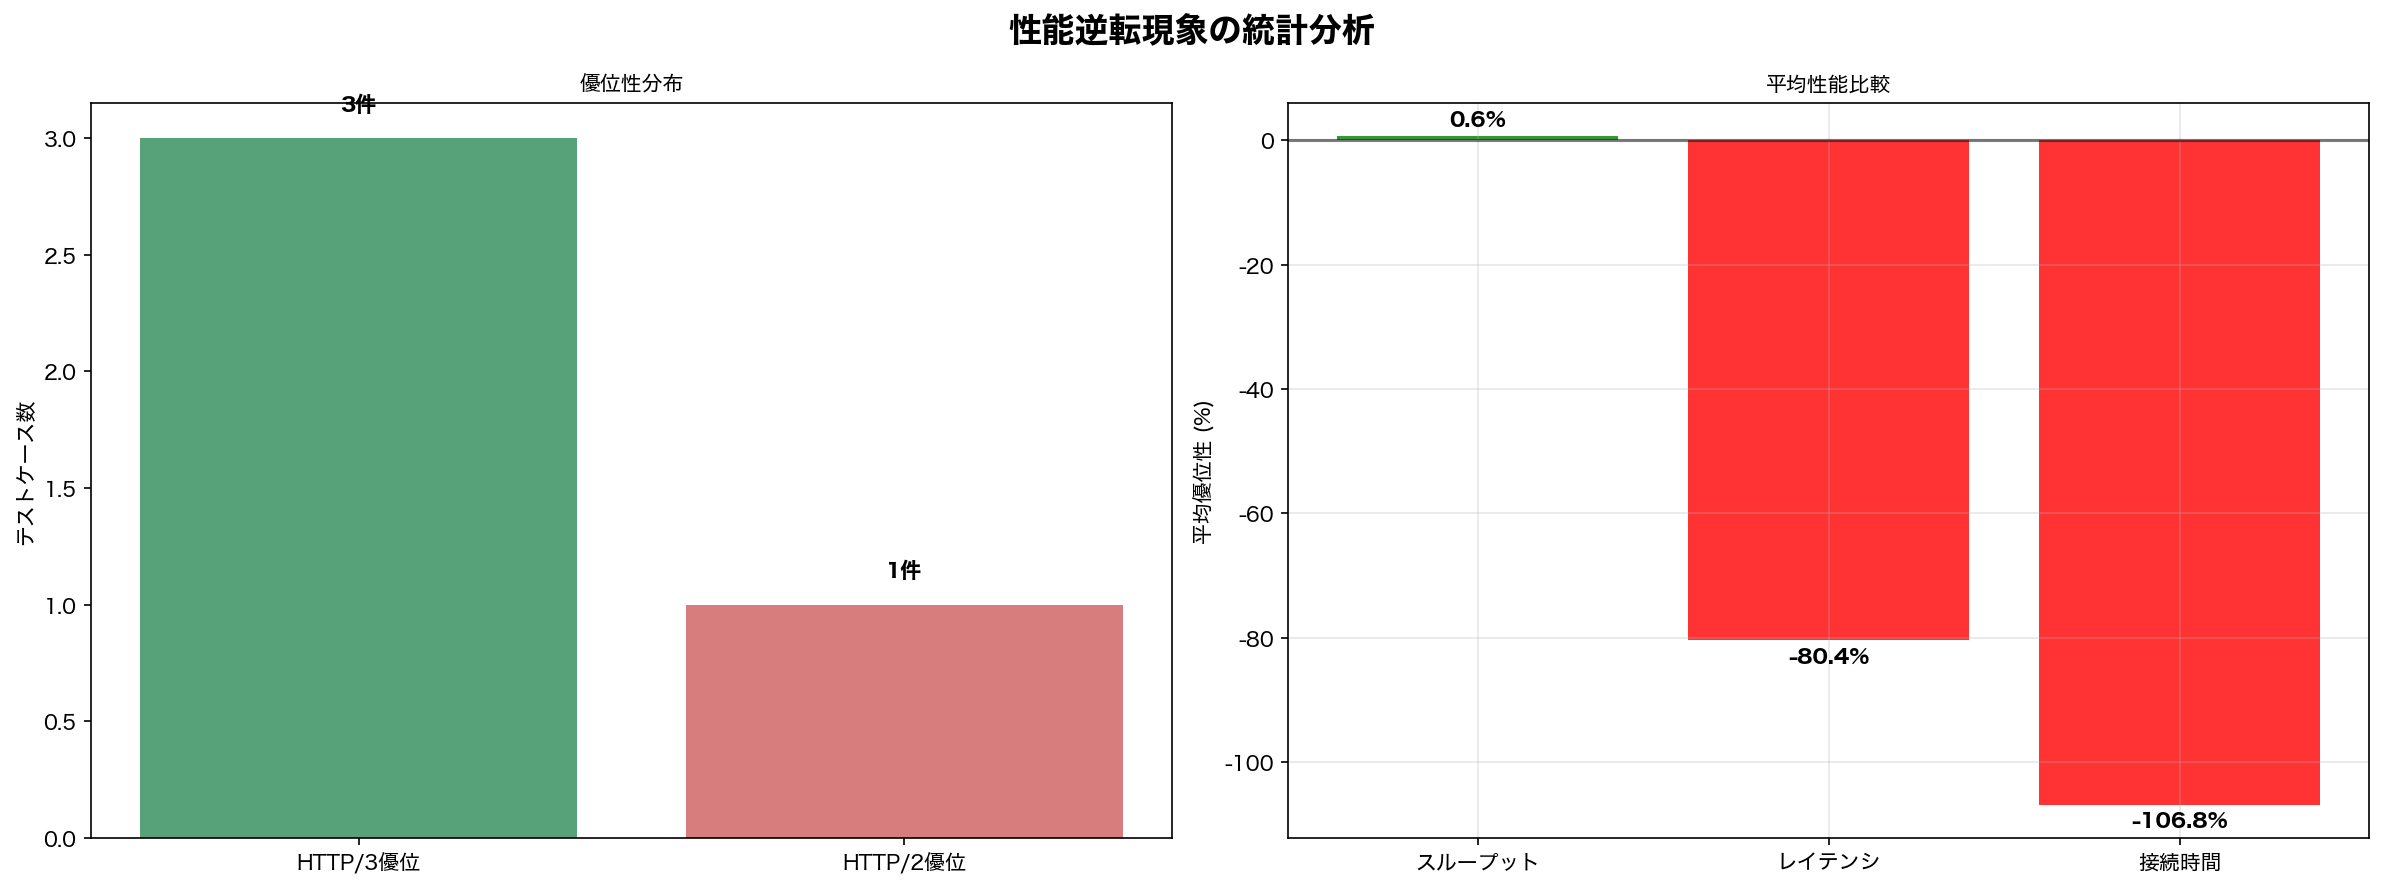 性能逆転現象の統計分析
優位性分布
3件
3.0
2.5
2.0
1.5
1.0
0.5
0.0
テストケース数
1件
HTTP/3優位
HTTP/2優位
平均性能比較
0.6%
0
-20
-40
-60
-80
-100
平均優位性 (%)
-80.4%
-106.8%
スループット
レイテンシ
接続時間